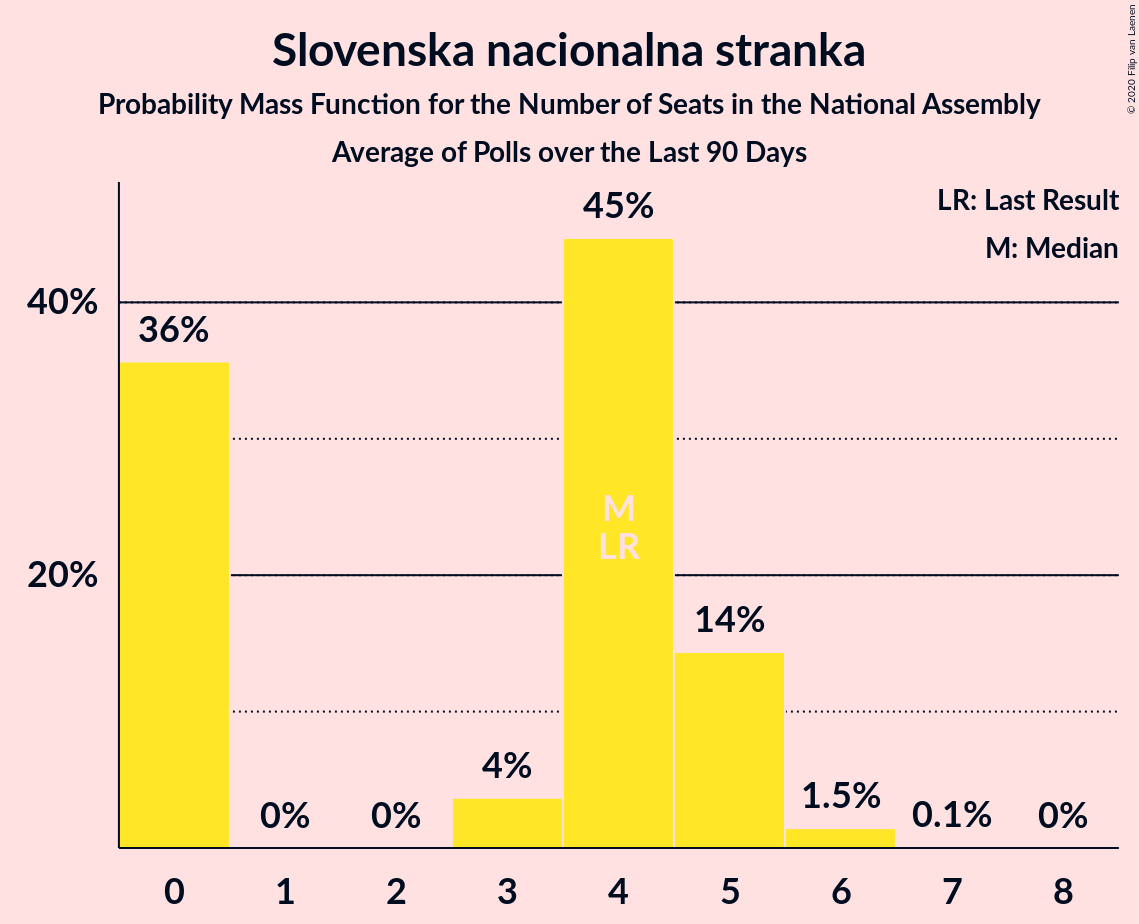 Slovenska nacionalna stranka
Probability Mass Function for the Number of Seats in the National Assembly
Average of Polls over the Last 90 Days
© 2020 Filip van Laenen
LR: Last Result
M: Median
40%
20%
36%
0%
0%
4%
45%
14%
1.5%
0.1%
0%
M
LR
0
1
2
3
4
5
6
7
8